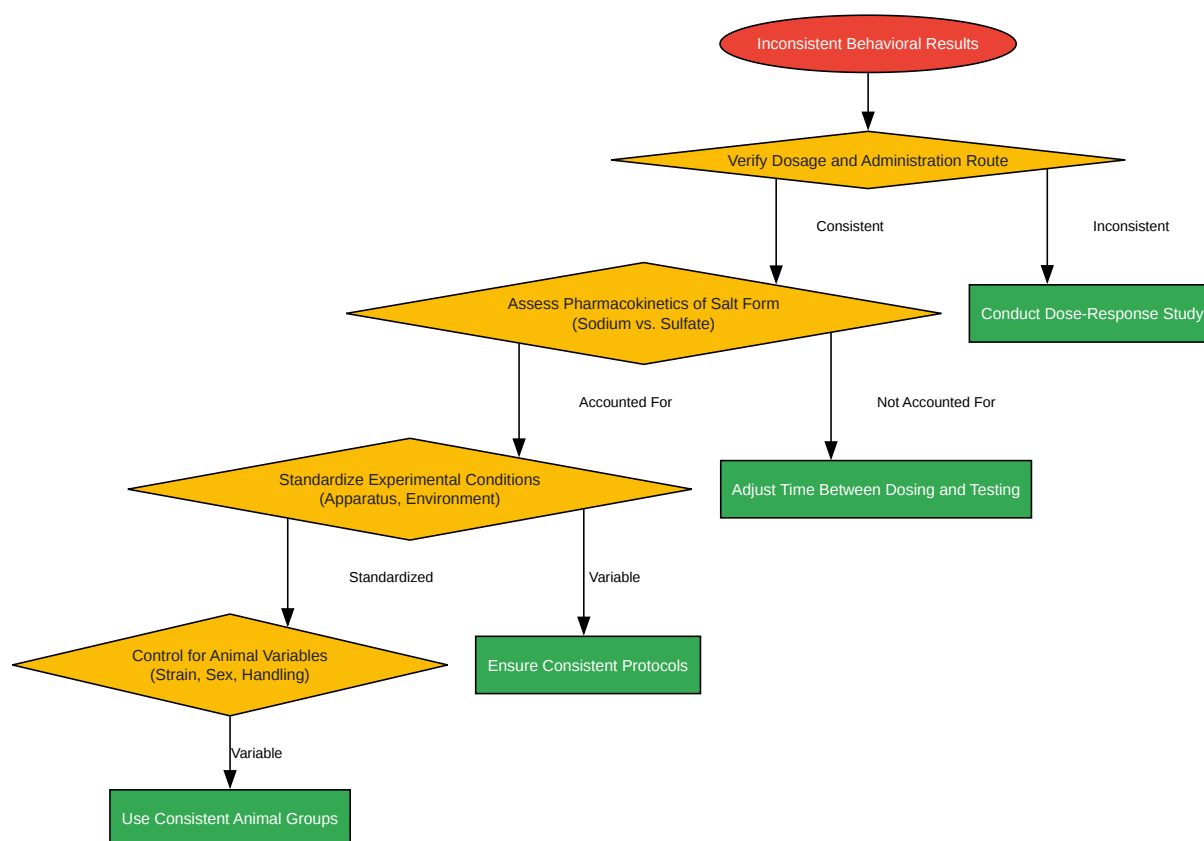 Inconsistent Behavioral Results
Verify Dosage and Administration Route
Consistent
Inconsistent
Assess Pharmacokinetics of Salt Form
(Sodium vs. Sulfate)
Conduct Dose-Response Study
Accounted For
Not Accounted For
Standardize Experimental Conditions
(Apparatus, Environment)
Adjust Time Between Dosing and Testing
Standardized
Variable
Control for Animal Variables
(Strain, Sex, Handling)
Ensure Consistent Protocols
Variable
Use Consistent Animal Groups